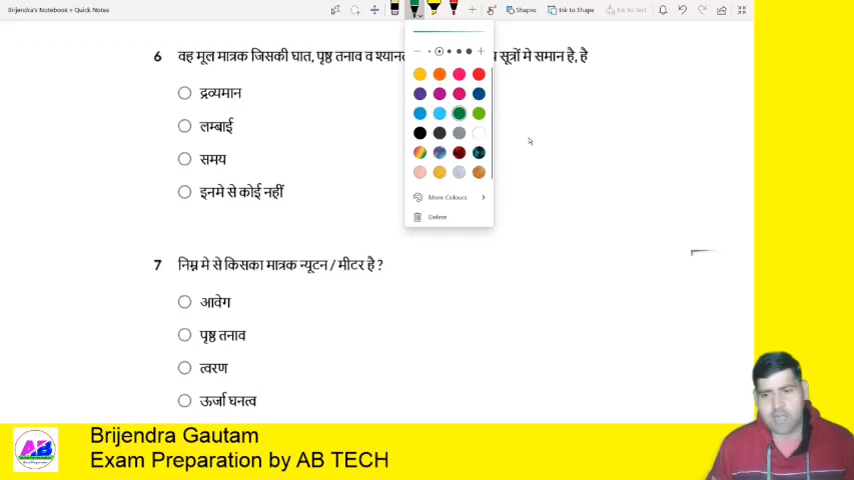 Brijendra's Notebook > Quick Notes
Shapes
Ink to Shape
Ink to Text
6 वह मूल मात्रक जिसकी घात, पृष्ठ तनाव व श्यान सूत्रों मे समान है, है
द्रव्यमान
लम्बाई
समय
इनमे से कोई नहीं
More Colours
Delete
7 निम्न मे से किसका मात्रक न्यूटन / मीटर है ?
आवेग
पृष्ठ तनाव
त्वरण
ऊर्जा घनत्व
AB
Brijendra Gautam
Exam Preparation by AB TECH